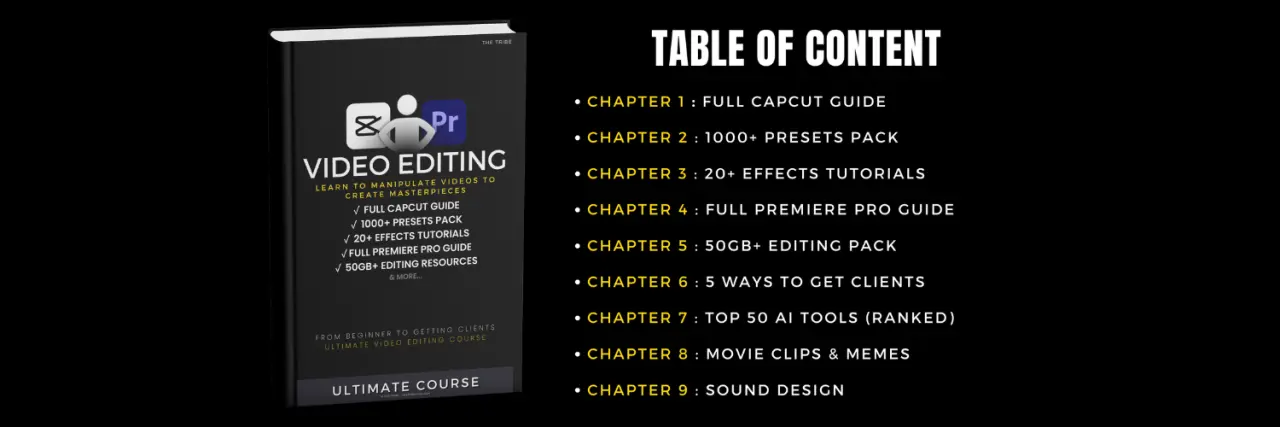 THE TRIBE
Pr
VIDEO EDITING
LEARN TO MANIPULATE VIDEOS TO
CREATE MASTERPIECES
√ FULL CAPCUT GUIDE
√ 1000+ PRESETS PACK
√ 20+ EFFECTS TUTORIALS
√ FULL PREMIERE PRO GUIDE
√ 50GB+ EDITING RESOURCES
& MORE...
FROM BEGINNER TO GETTING CLIENTS
ULTIMATE VIDEO EDITING COURSE
ULTIMATE COURSE
TABLE OF CONTENT
• CHAPTER 1 : FULL CAPCUT GUIDE
• CHAPTER 2 : 1000+ PRESETS PACK
• CHAPTER 3 : 20+ EFFECTS TUTORIALS
• CHAPTER 4 : FULL PREMIERE PRO GUIDE
• CHAPTER 5 : 50GB+ EDITING PACK
• CHAPTER 6 : 5 WAYS TO GET CLIENTS
• CHAPTER 7 : TOP 50 AI TOOLS (RANKED)
• CHAPTER 8 : MOVIE CLIPS & MEMES
• CHAPTER 9 : SOUND DESIGN